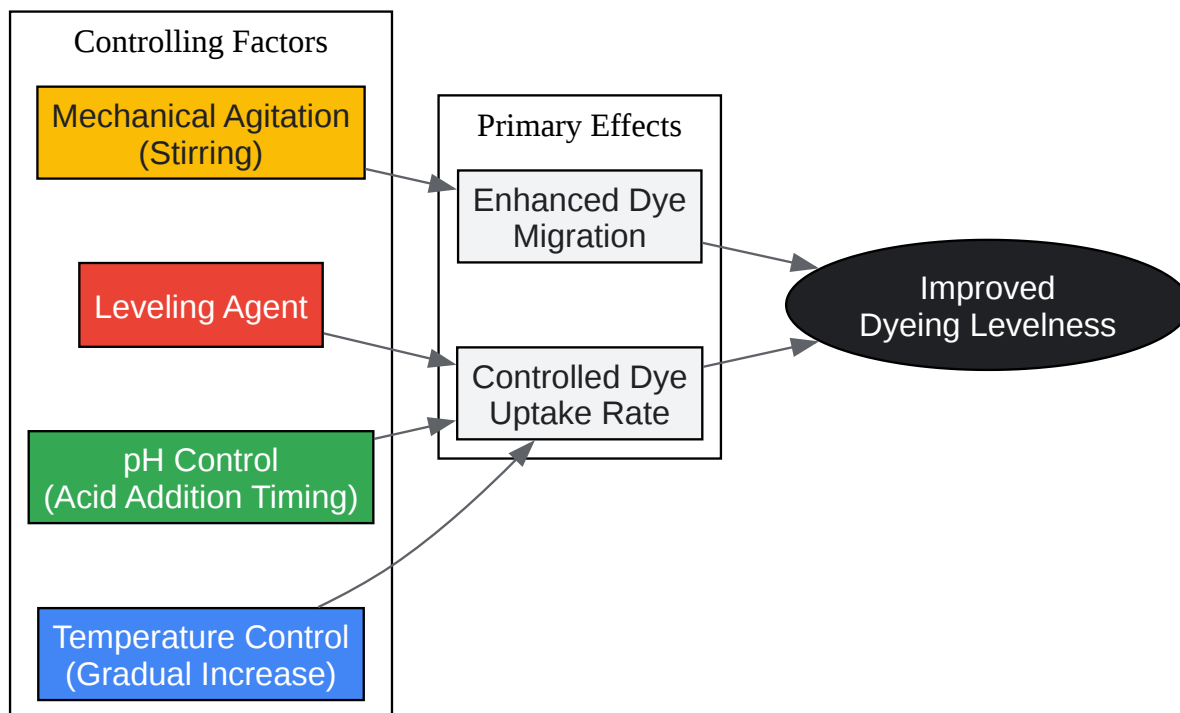 Controlling Factors
Mechanical Agitation
(Stirring)
Leveling Agent
pH Control
(Acid Addition Timing)
Temperature Control
(Gradual Increase)
Primary Effects
Enhanced Dye
Migration
Controlled Dye
Uptake Rate
Improved
Dyeing Levelness